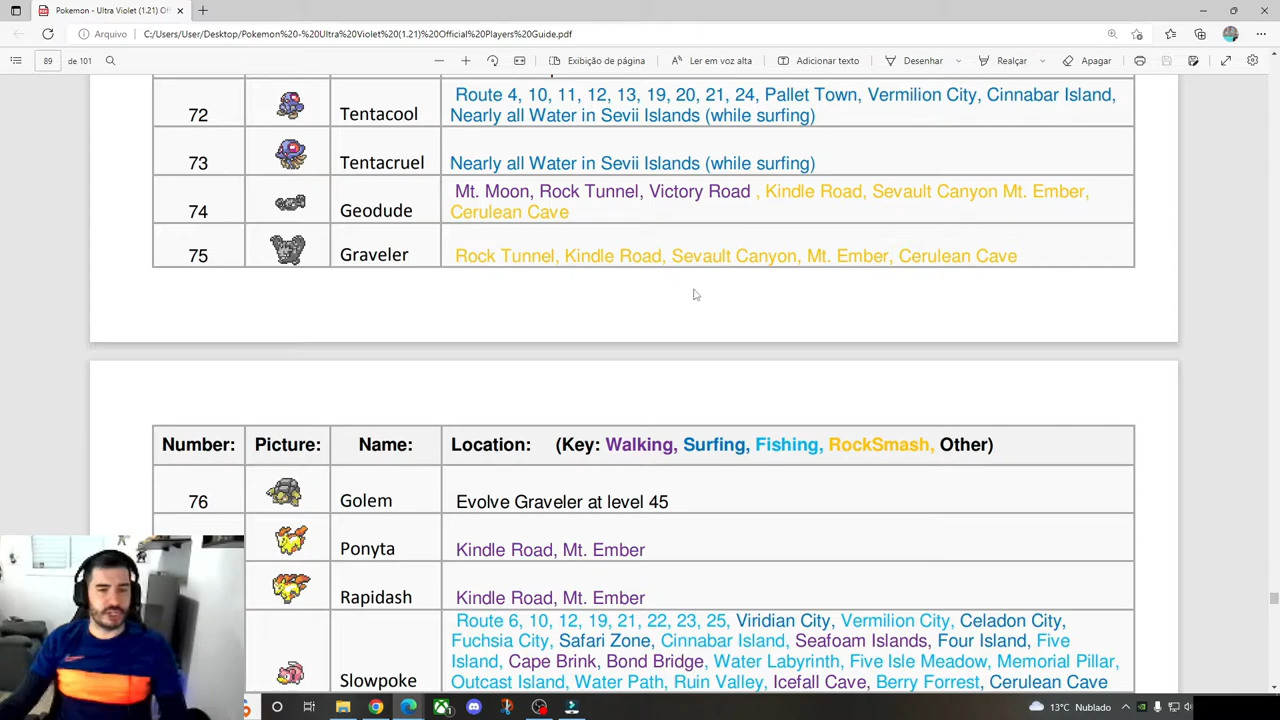 Pokemon - Ultra Violet (1.21) O
Arquivo C:/Users/User/Desktop/Pokemon%20-%20Ultra%20Violet%20(1.21)%20Official%20Players%20Guide.pdf
89 de 101 Exibição de página Ler em voz alta Adicionar texto Desenhar Realçar Apagar
72 Tentacool Route 4, 10, 11, 12, 13, 19, 20, 21, 24, Pallet Town, Vermilion City, Cinnabar Island,
Nearly all Water in Sevii Islands (while surfing)
73 Tentacruel Nearly all Water in Sevii Islands (while surfing)
74 Geodude Mt. Moon, Rock Tunnel, Victory Road , Kindle Road, Sevault Canyon Mt. Ember,
Cerulean Cave
75 Graveler Rock Tunnel, Kindle Road, Sevault Canyon, Mt. Ember, Cerulean Cave
Number: Picture: Name: Location: (Key: Walking, Surfing, Fishing, RockSmash, Other)
76 Golem Evolve Graveler at level 45
Ponyta Kindle Road, Mt. Ember
Rapidash Kindle Road, Mt. Ember
Slowpoke Route 6, 10, 12, 19, 21, 22, 23, 25, Viridian City, Vermilion City, Celadon City,
Fuchsia City, Safari Zone, Cinnabar Island, Seafoam Islands, Four Island, Five
Island, Cape Brink, Bond Bridge, Water Labyrinth, Five Isle Meadow, Memorial Pillar,
Outcast Island, Water Path, Ruin Valley, Icefall Cave, Berry Forrest, Cerulean Cave
13°C Nublado